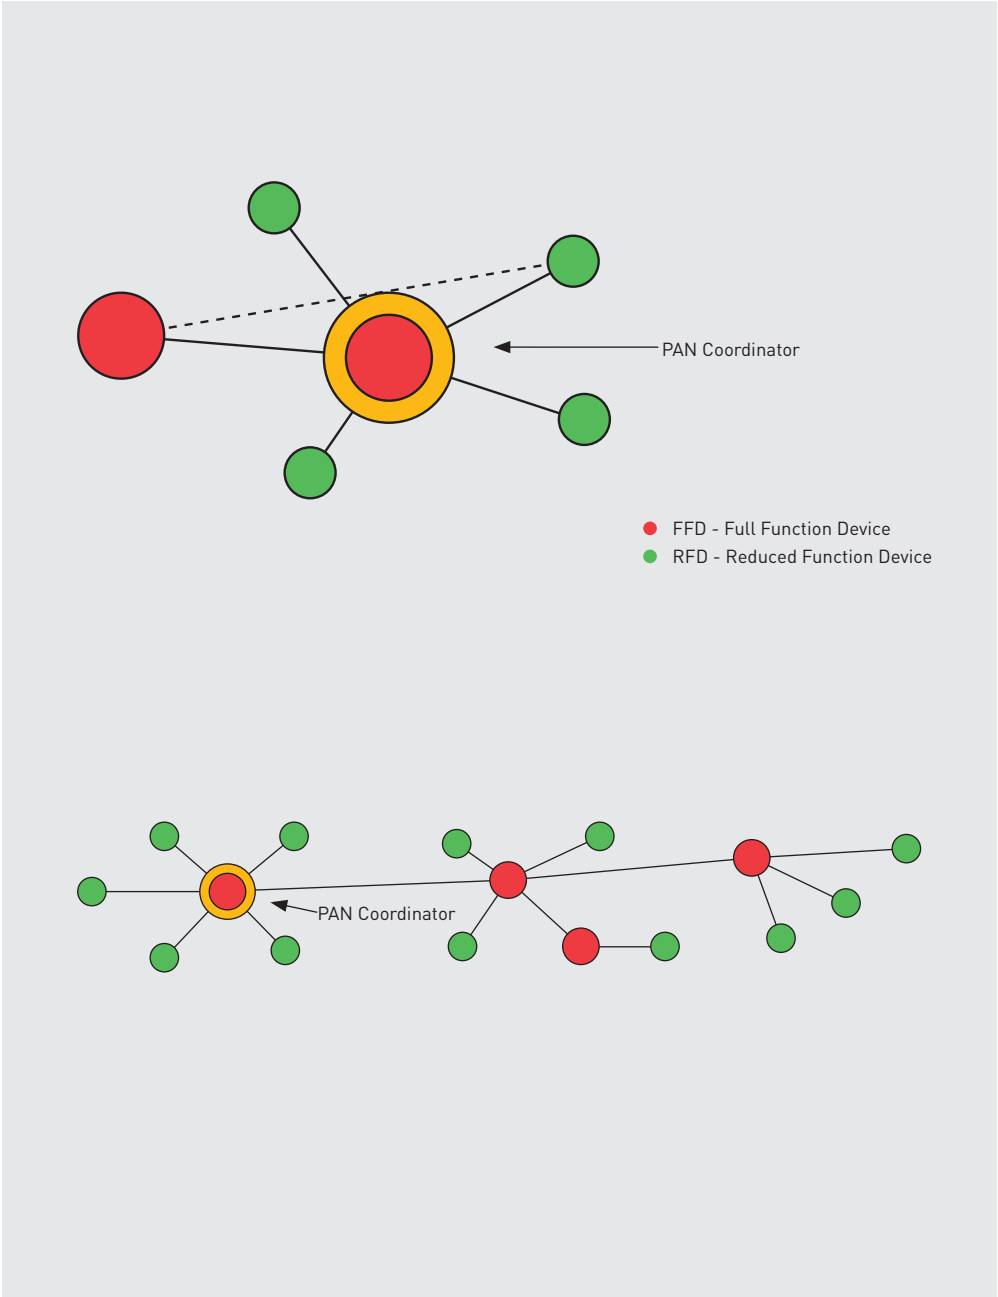 PAN Coordinator
FFD - Full Function Device
RFD - Reduced Function Device
PAN Coordinator